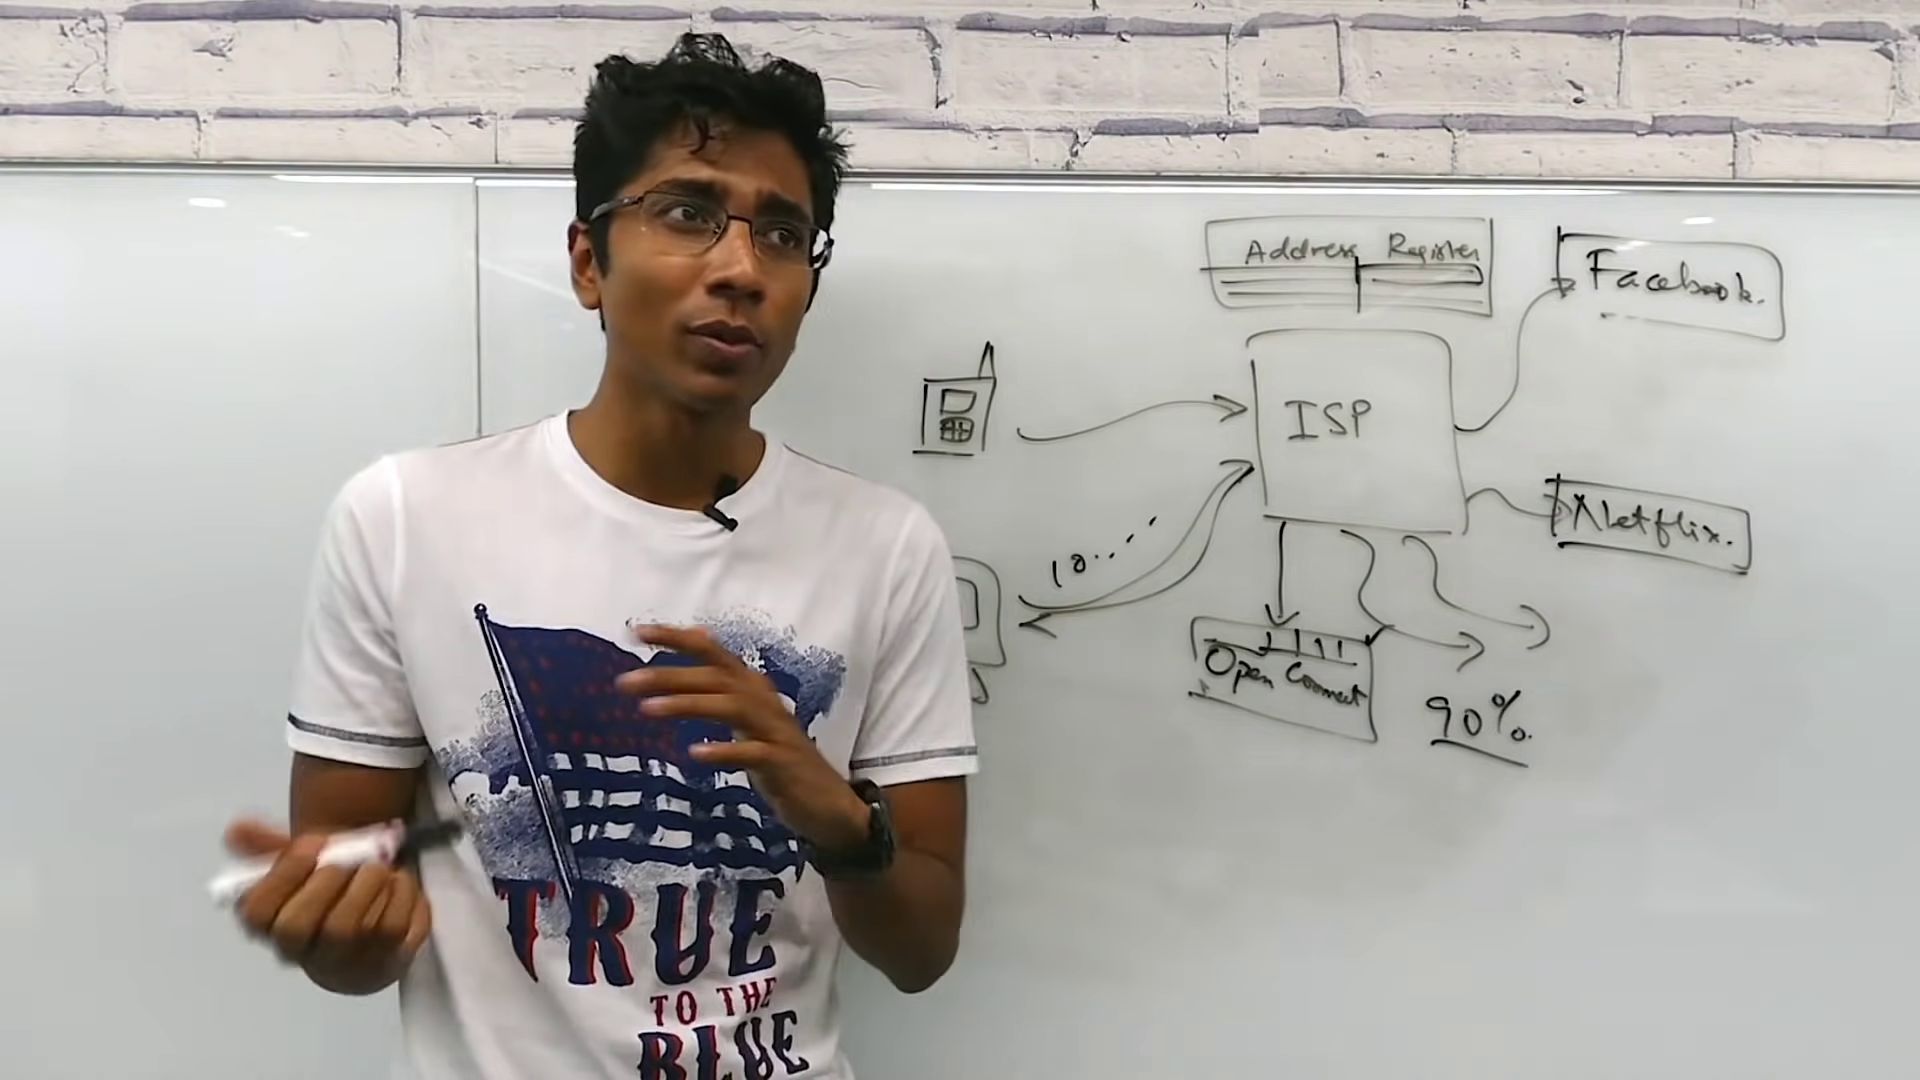 Address Register
Facebook.
ISP
Netflix.
10....
Open Connect
90%.
TRUE
TO THE
BLUE